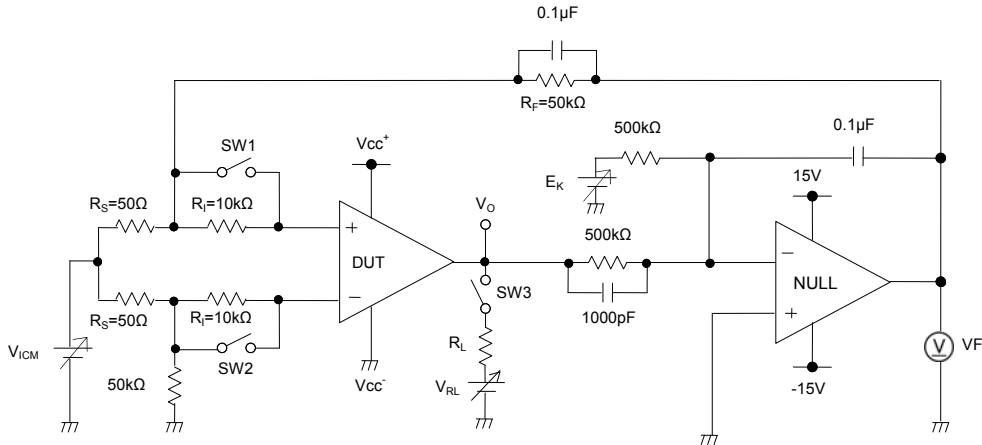 0.1μF
R_F=50kΩ
500kΩ
0.1μF
SW1
Vcc⁺
E_K
15V
R_S=50Ω
R_I=10kΩ
V_O
500kΩ
+
DUT
−
−
NULL
+
SW3
R_S=50Ω
R_I=10kΩ
1000pF
V_ICM
SW2
R_L
V
VF
50kΩ
Vcc⁻
V_RL
-15V